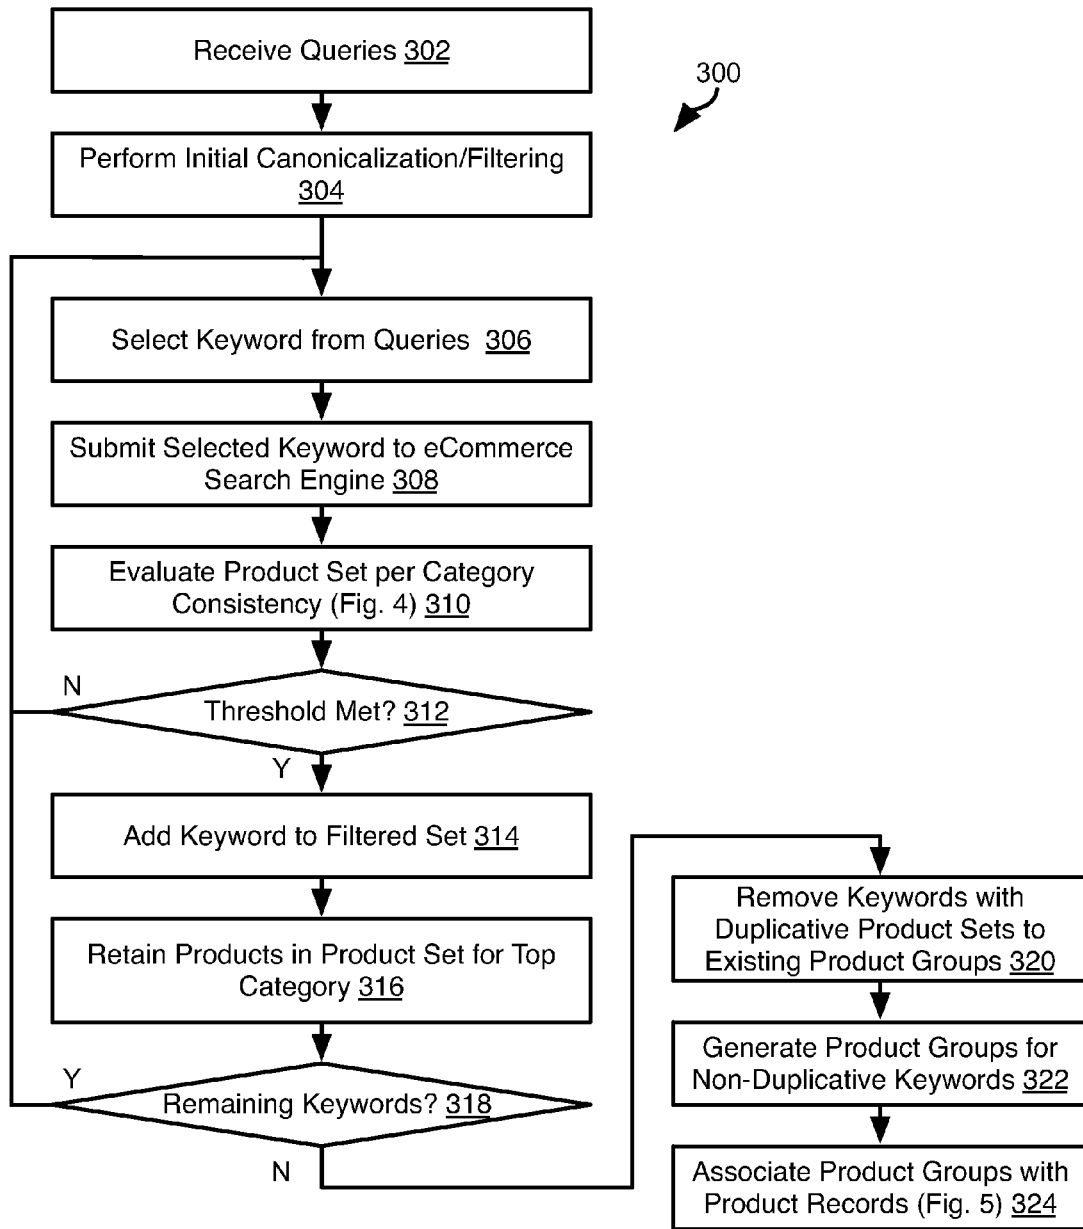 Receive Queries 302
300
Perform Initial Canonicalization/Filtering
304
Select Keyword from Queries 306
Submit Selected Keyword to eCommerce
Search Engine 308
Evaluate Product Set per Category
Consistency (Fig. 4) 310
N
Threshold Met? 312
Y
Add Keyword to Filtered Set 314
Retain Products in Product Set for Top
Category 316
Y
Remaining Keywords? 318
N
Remove Keywords with
Duplicative Product Sets to
Existing Product Groups 320
Generate Product Groups for
Non-Duplicative Keywords 322
Associate Product Groups with
Product Records (Fig. 5) 324